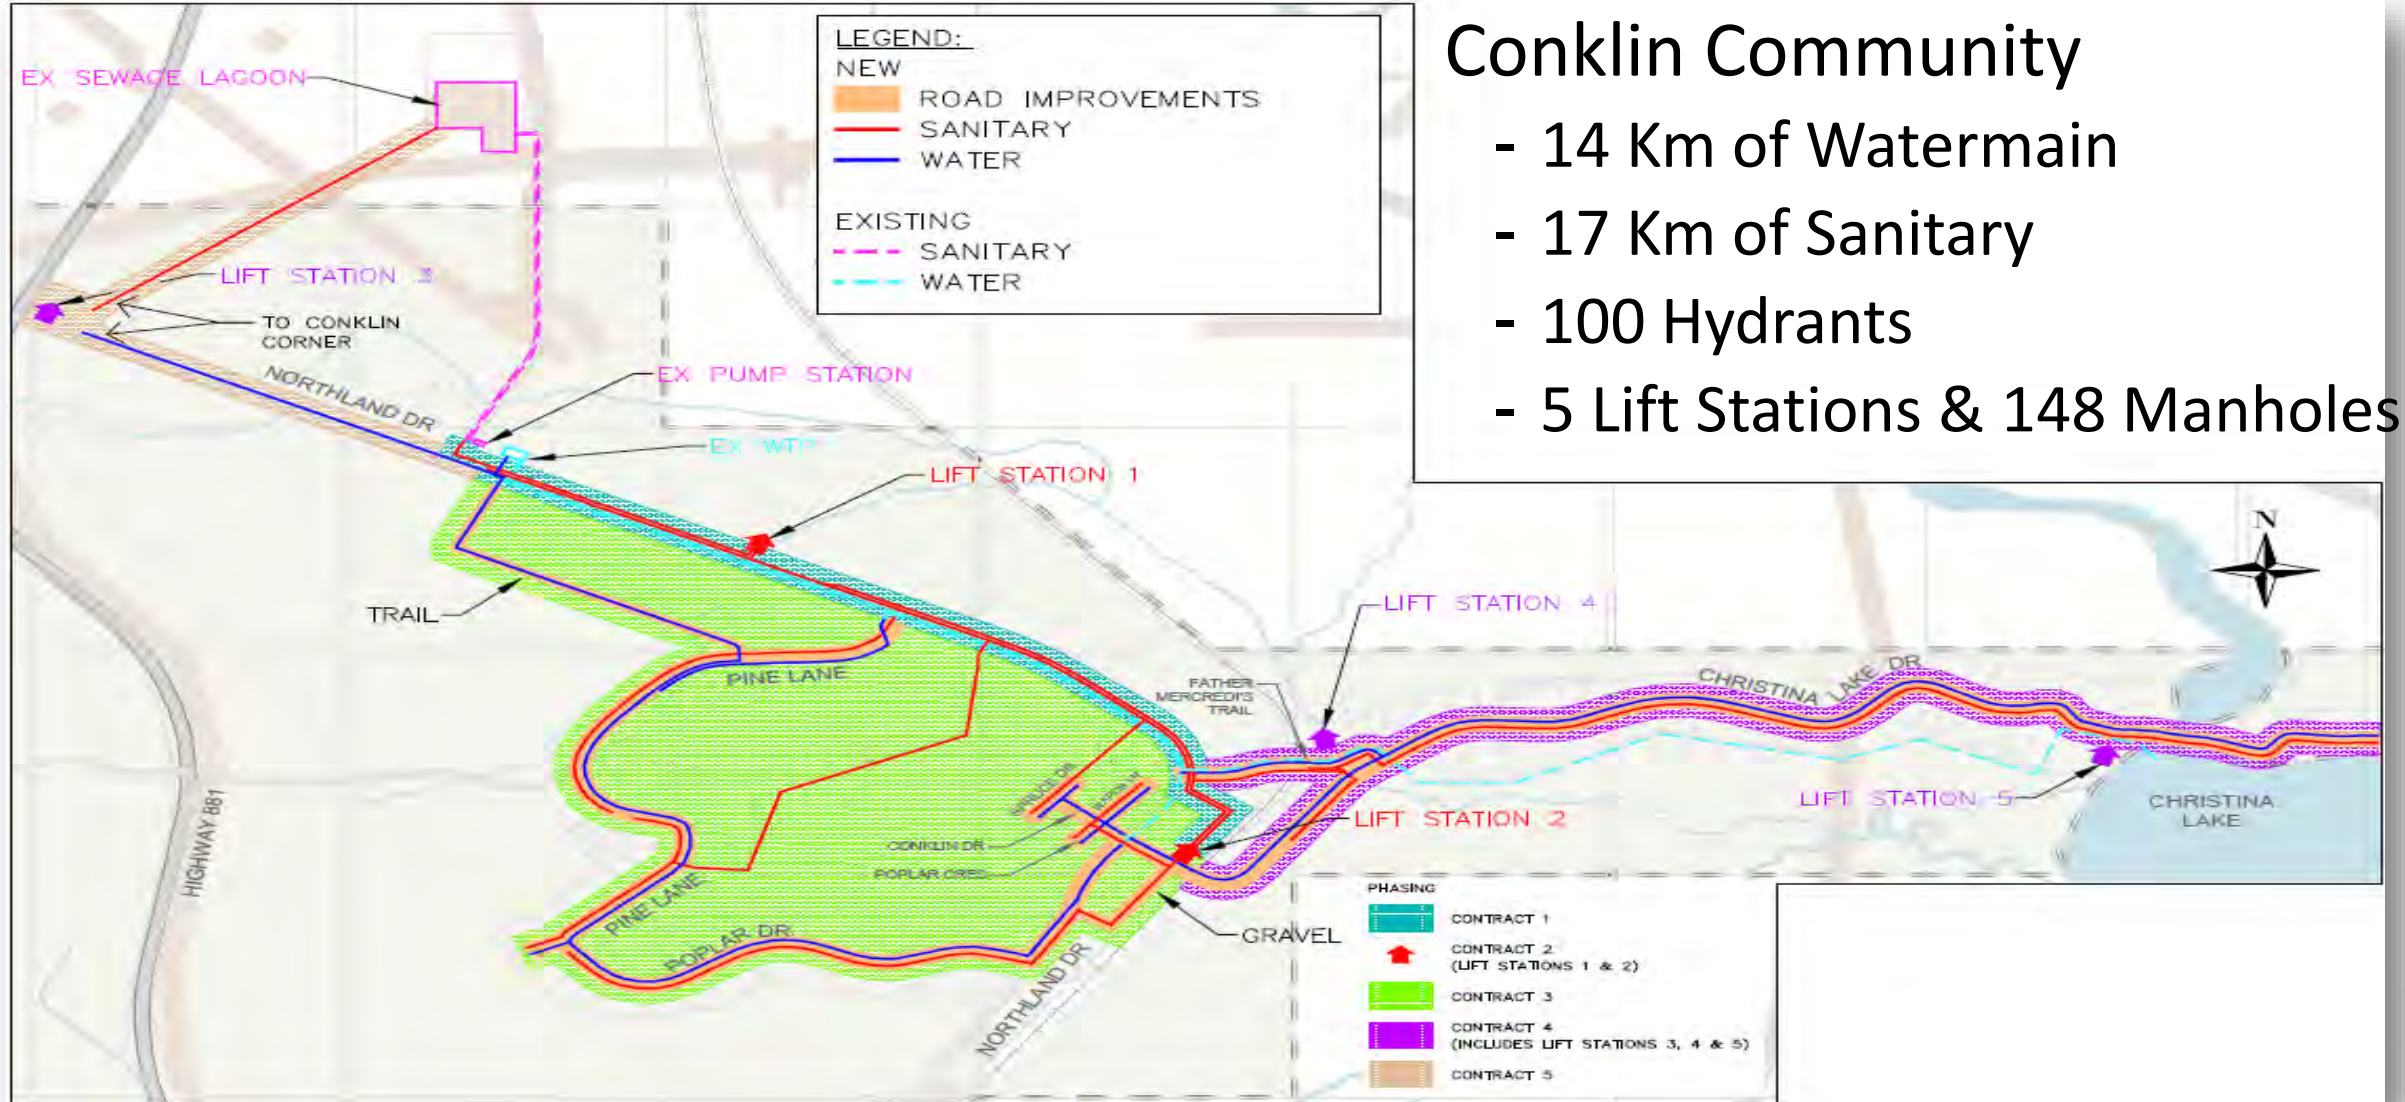 Conklin Community
- 14 Km of Watermain
- 17 Km of Sanitary
- 100 Hydrants
- 5 Lift Stations & 148 Manholes
LEGEND:
NEW
ROAD IMPROVEMENTS
SANITARY
WATER
EXISTING
SANITARY
WATER
EX SEWAGE LAGOON
LIFT STATION 3
TO CONKLIN
CORNER
NORTHLAND DR
EX PUMP STATION
EX WTP
LIFT STATION 1
N
TRAIL
LIFT STATION 4
PINE LANE
FATHER
MERCREDI'S
TRAIL
CHRISTINA LAKE DR
HIGHWAY 881
SPRUCE DR
CONKLIN DR
POPLAR CRES
LIFT STATION 2
LIFT STATION 5
CHRISTINA
LAKE
PINE LANE
POPLAR DR
GRAVEL
NORTHLAND DR
PHASING
CONTRACT 1
CONTRACT 2
(LIFT STATIONS 1 & 2)
CONTRACT 3
CONTRACT 4
(INCLUDES LIFT STATIONS 3, 4 & 5)
CONTRACT 5